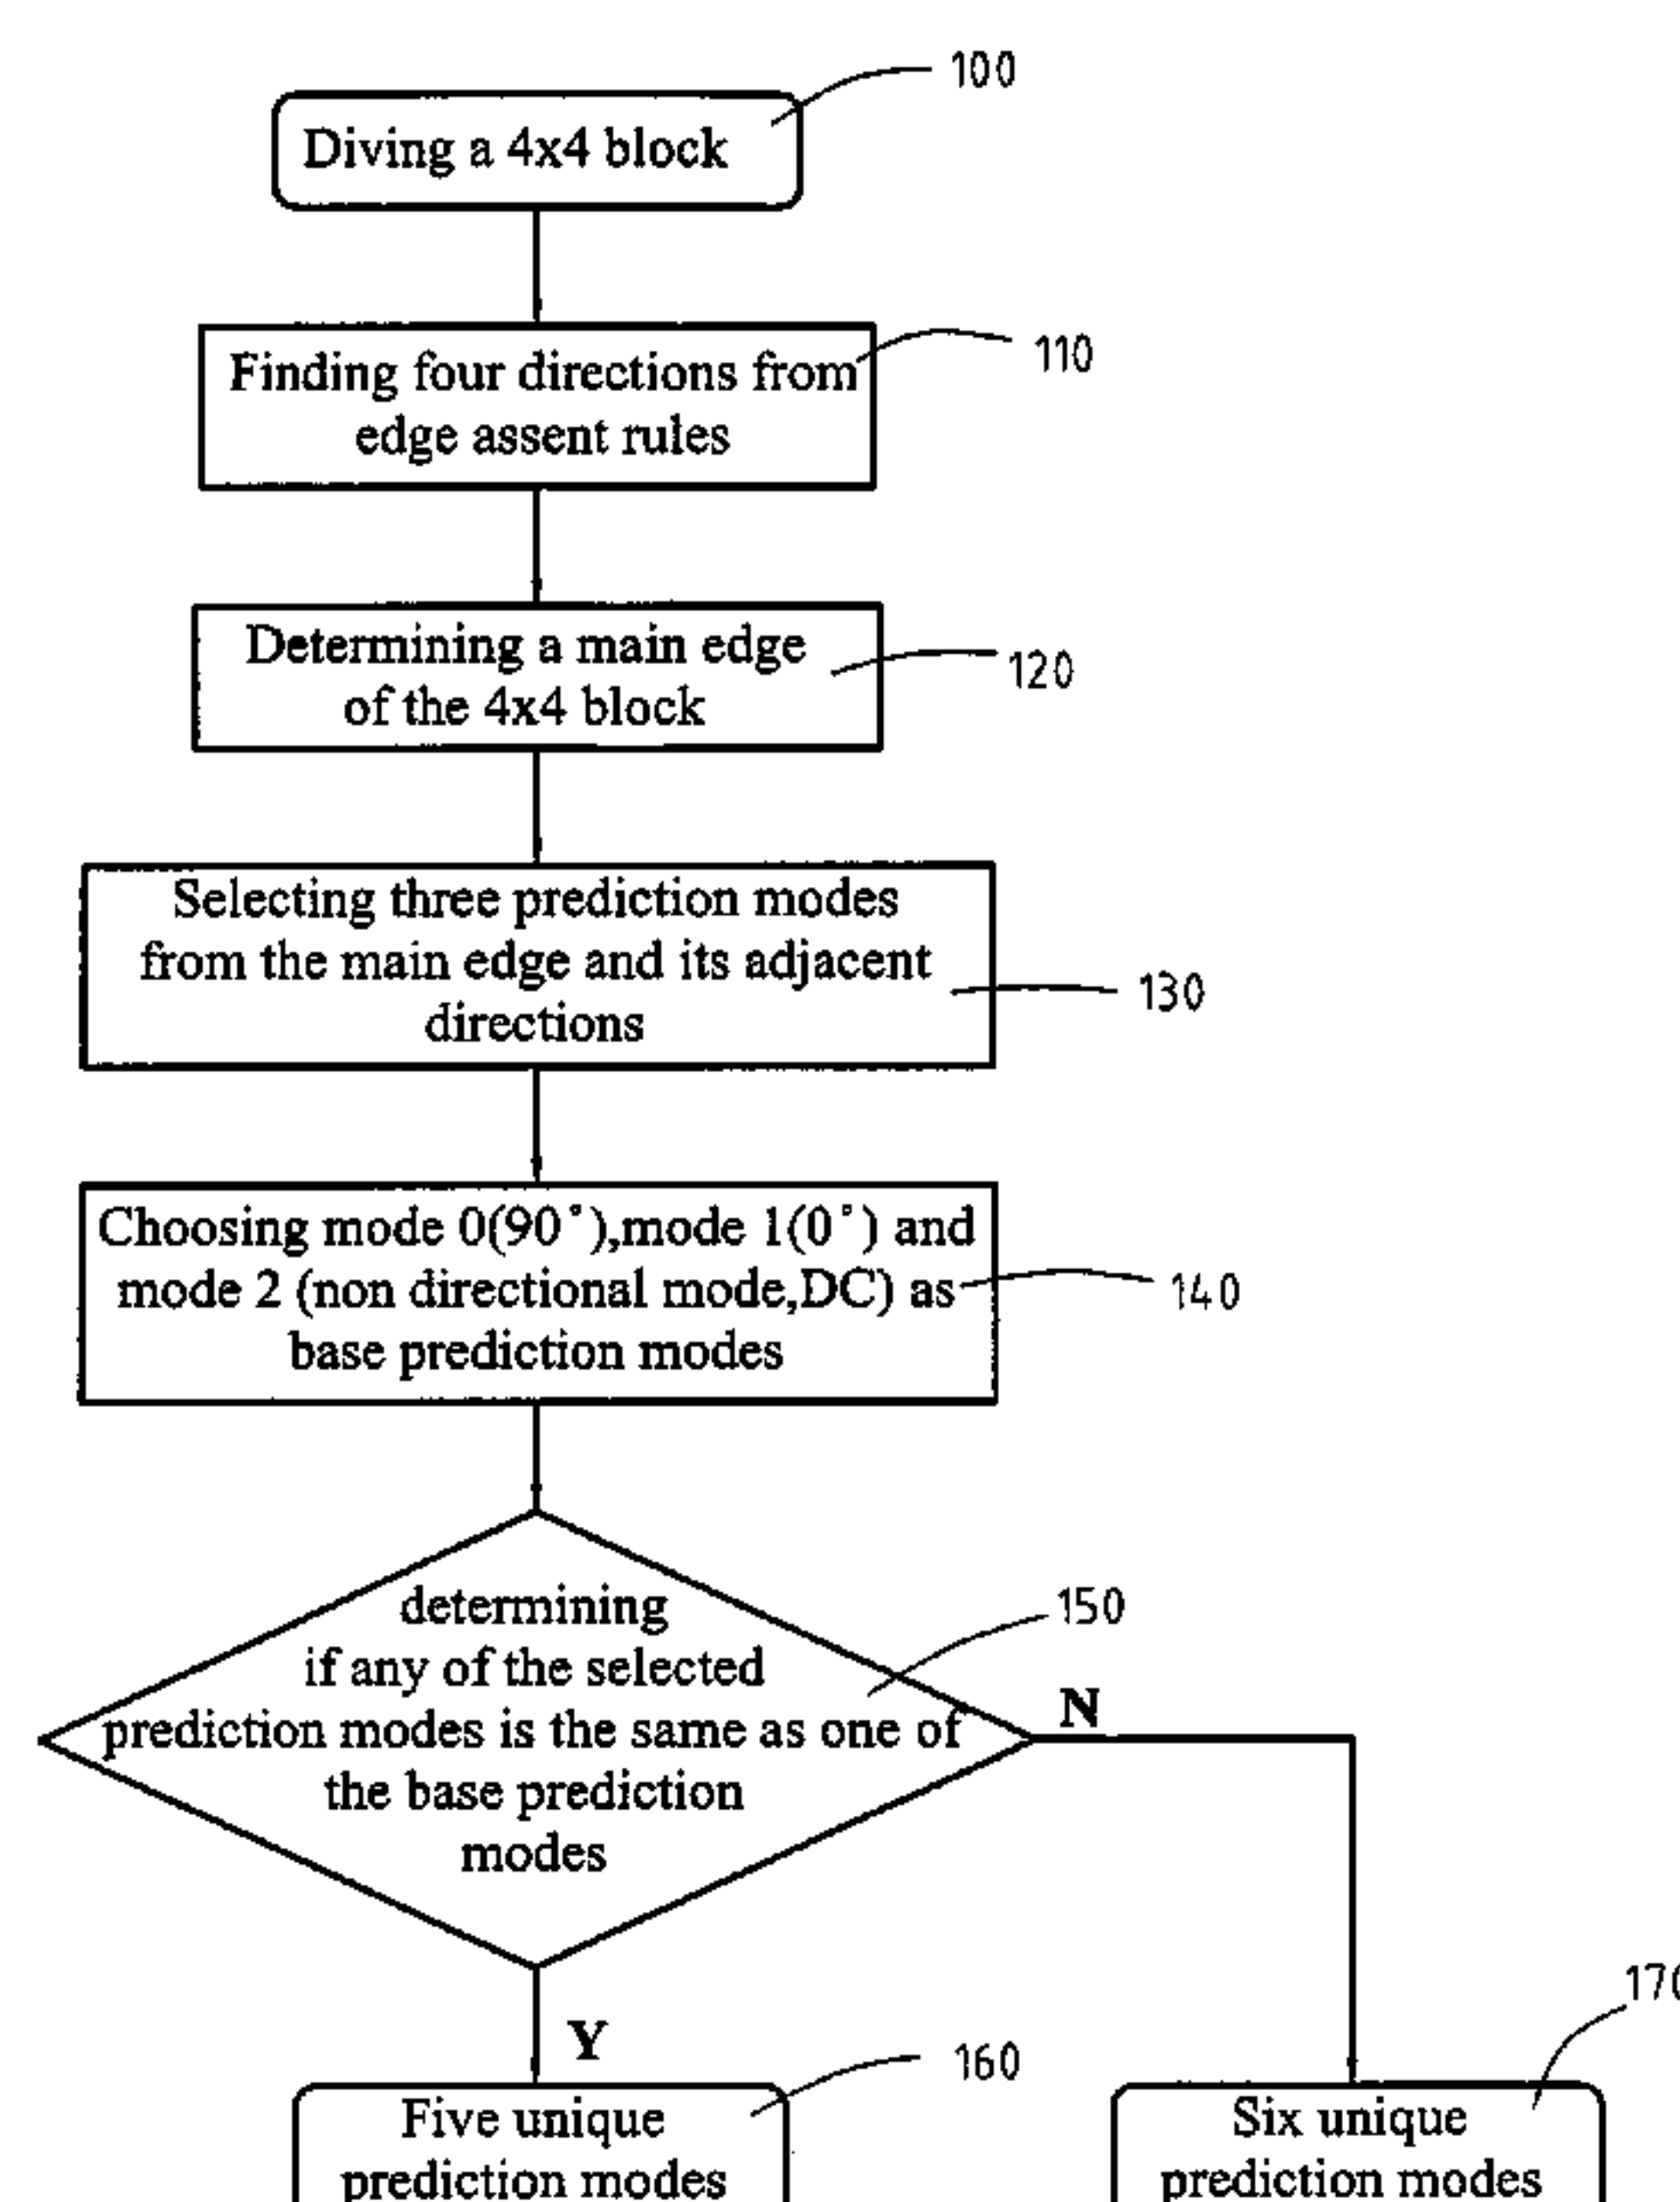 100
Diving a 4x4 block
110
Finding four directions from
edge assent rules
120
Determining a main edge
of the 4x4 block
Selecting three prediction modes
from the main edge and its adjacent
directions
130
Choosing mode 0(90°),mode 1(0°) and
mode 2 (non directional mode,DC) as
base prediction modes
140
determining
if any of the selected
prediction modes is the same as one of
the base prediction
modes
150
N
Y
160
170
Five unique
prediction modes
Six unique
prediction modes